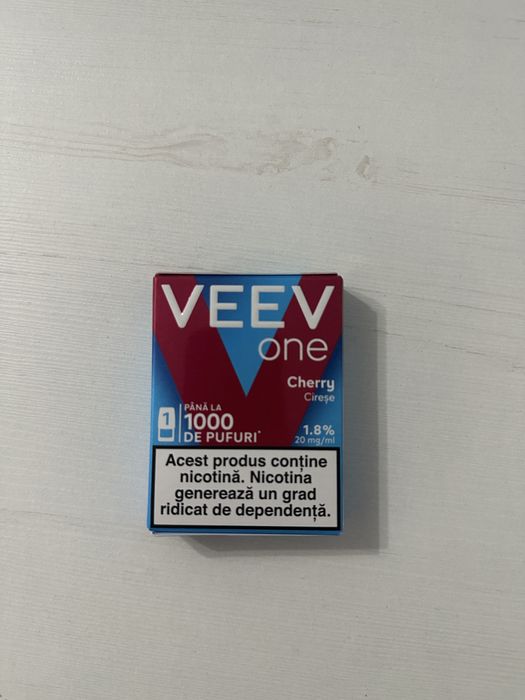 VEEV
one
Cherry
Cireșe
1
PÂNĂ LA
1000
DE PUFURI*
1.8%
20 mg/ml
Acest produs conține
nicotină. Nicotina
generează un grad
ridicat de dependență.